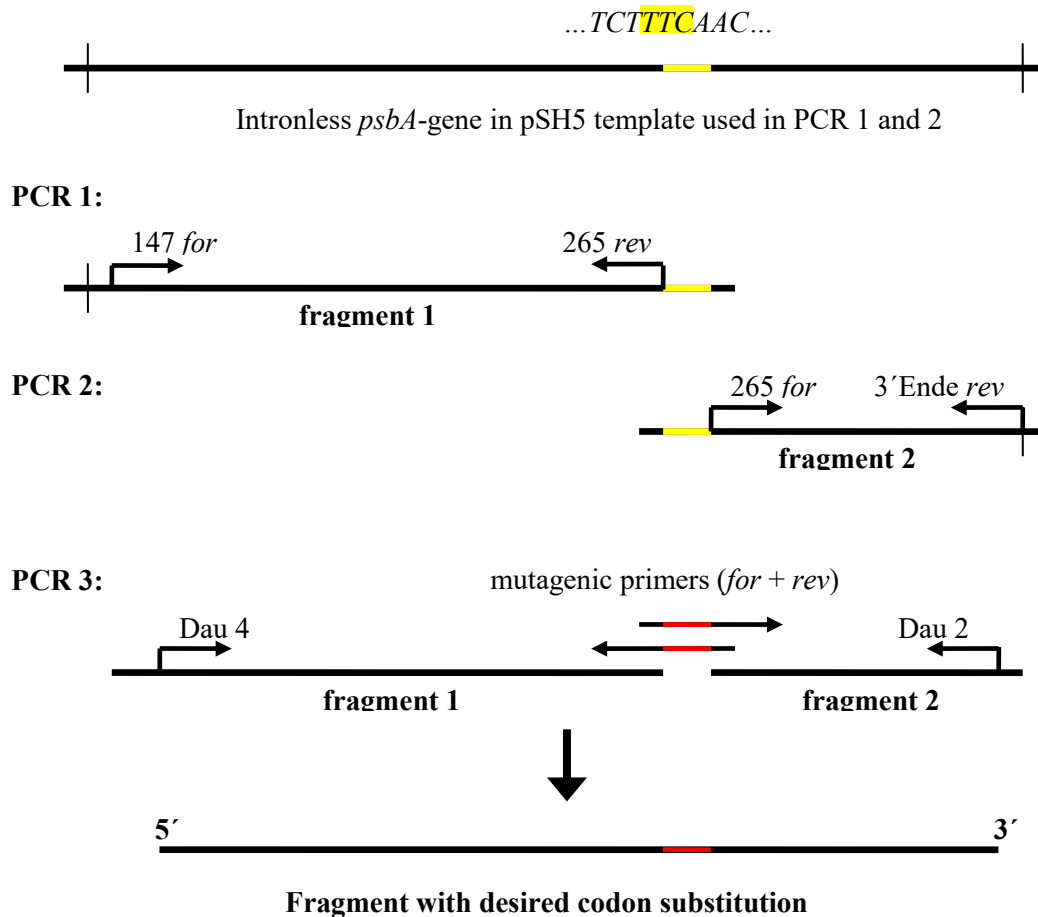 ...TCTTTCAAC...
Intronless psbA-gene in pSH5 template used in PCR 1 and 2
PCR 1:
147 for
265 rev
fragment 1
PCR 2:
265 for
3´Ende rev
fragment 2
PCR 3:
mutagenic primers (for + rev)
Dau 4
Dau 2
fragment 1
fragment 2
5´
3´
Fragment with desired codon substitution